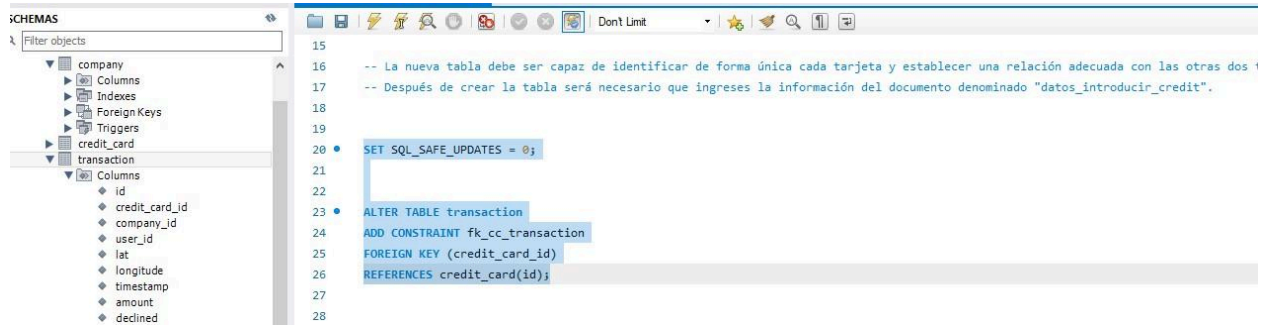 SCHEMAS
Filter objects
company
Columns
Indexes
Foreign Keys
Triggers
credit_card
transaction
Columns
id
credit_card_id
company_id
user_id
lat
longitude
timestamp
amount
declined
Don't Limit
15
16 -- La nueva tabla debe ser capaz de identificar de forma única cada tarjeta y establecer una relación adecuada con las otras dos
17 -- Después de crear la tabla será necesario que ingreses la información del documento denominado "datos_introducir_credit".
18
19
20 SET SQL_SAFE_UPDATES = 0;
21
22
23 ALTER TABLE transaction
24 ADD CONSTRAINT fk_cc_transaction
25 FOREIGN KEY (credit_card_id)
26 REFERENCES credit_card(id);
27
28